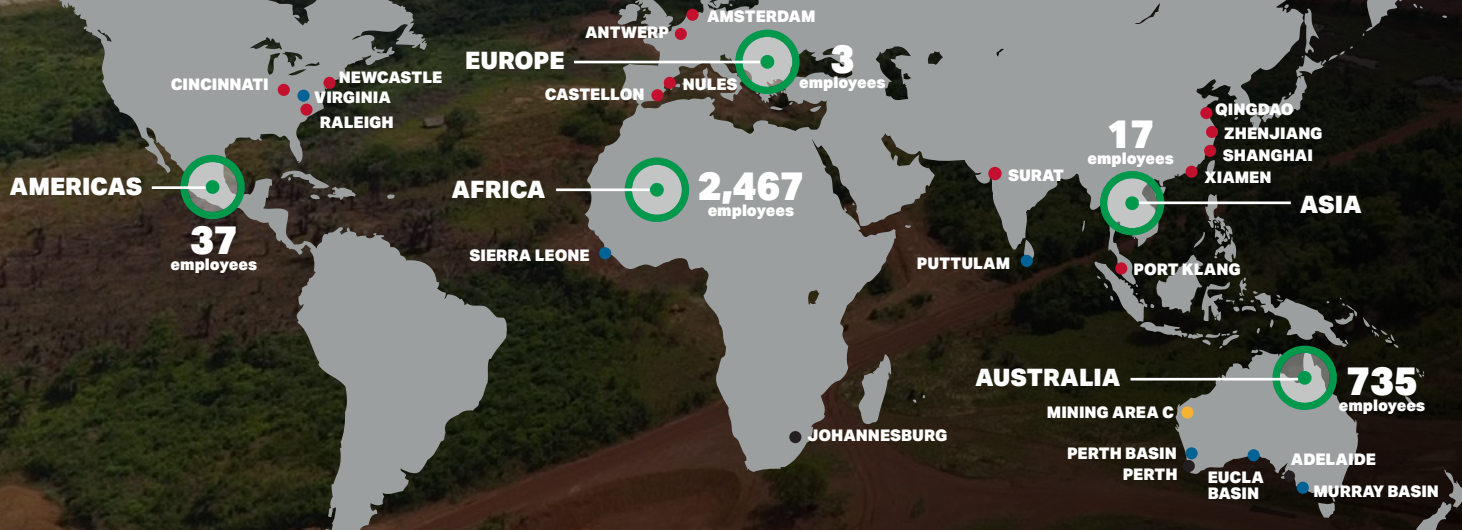 AMSTERDAM
ANTWERP
EUROPE
3
employees
CINCINNATI
NEWCASTLE
VIRGINIA
RALEIGH
CASTELLON
NULES
QINGDAO
ZHENJIANG
SHANGHAI
XIAMEN
17
employees
SURAT
AMERICAS
37
employees
AFRICA
2,467
employees
ASIA
SIERRA LEONE
PUTTULAM
PORT KLANG
AUSTRALIA
735
employees
MINING AREA C
JOHANNESBURG
PERTH BASIN
PERTH
EUCLA
BASIN
ADELAIDE
MURRAY BASIN